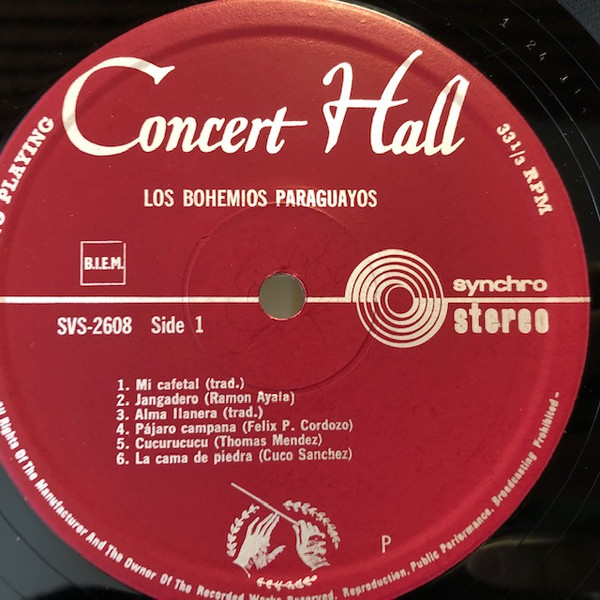 Concert Hall
PLAYING
33 1/3 RPM
LOS BOHEMIOS PARAGUAYOS
B.I.E.M.
synchro
stereo
SVS-2608 Side 1
1. Mi cafetal (trad.)
2. Jangadero (Ramon Ayala)
3. Alma llanera (trad.)
4. Pájaro campana (Felix P. Cordozo)
5. Cucurucucu (Thomas Mendez)
6. La cama de piedra (Cuco Sanchez)
P
All Rights Of The Manufacturer And The Owner Of The Recorded Works Reserved. Reproduction, Public Performance, Broadcasting Prohibited
1 24 11